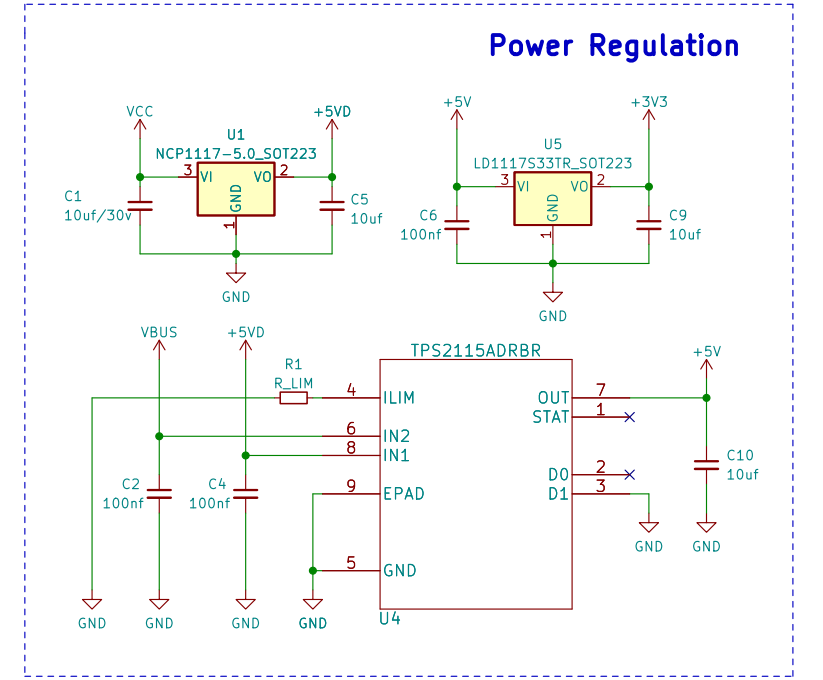 Power Regulation
VCC
+5VD
U1
NCP1117-5.0_SOT223
3
VI
VO
2
GND
1
C1
10uf/30v
C5
10uf
GND
+5V
+3V3
U5
LD1117S33TR_SOT223
3
VI
VO
2
GND
1
C6
100nf
C9
10uf
GND
VBUS
+5VD
R1
R_LIM
TPS2115ADRBR
4
ILIM
6
IN2
8
IN1
9
EPAD
5
GND
OUT
7
STAT
1
D0
2
D1
3
U4
C2
100nf
C4
100nf
GND
GND
GND
GND
+5V
C10
10uf
GND
GND